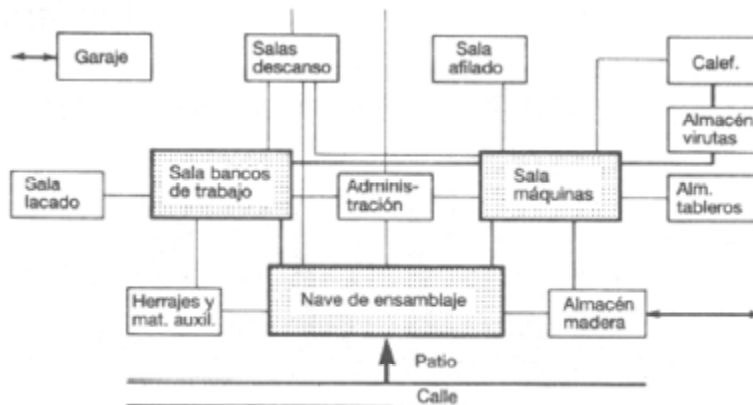 Garaje
Salas
descanso
Sala
afilado
Calef.
Almacén
virutas
Sala bancos
de trabajo
Sala
lacado
Adminis-
tración
Sala
máquinas
Alm.
tableros
Herrajes y
mat. auxil.
Nave de ensamblaje
Almacén
madera
Patio
Calle